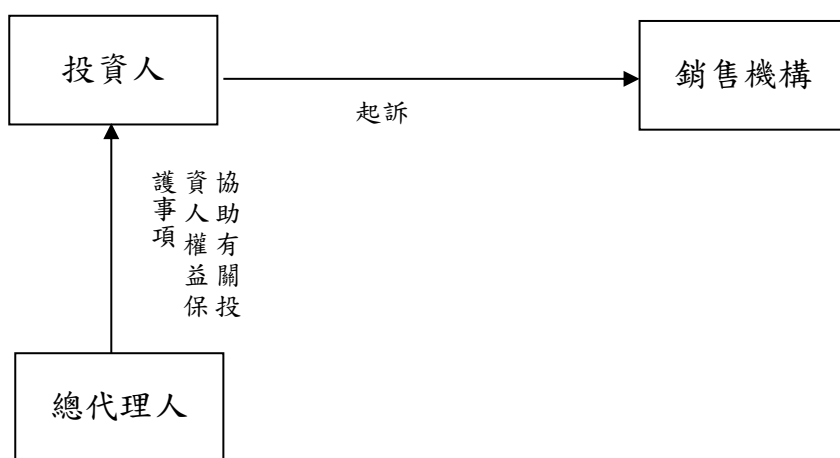 投資人
銷售機構
起訴
協助有關投
資人權益保
護事項
總代理人